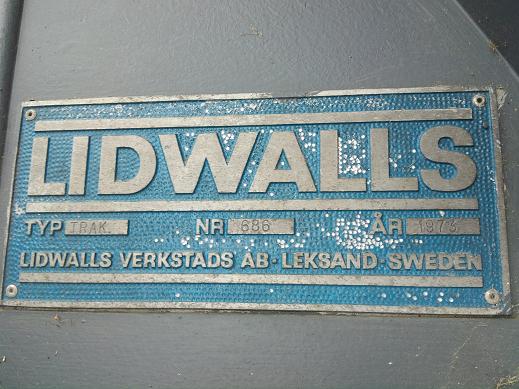 LIDWALLS
TYP TRAK. NR 686 ÅR 1973
LIDWALLS VERKSTADS AB · LEKSAND · SWEDEN